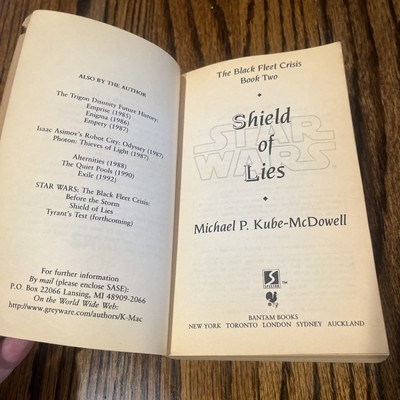 ALSO BY THE AUTHOR
The Trigon Disunity Future History:
Emprise (1985)
Enigma (1986)
Empery (1987)
Isaac Asimov's Robot City: Odyssey (1987)
Photon: Thieves of Light (1987)
Alternities (1988)
The Quiet Pools (1990)
Exile (1992)
STAR WARS: The Black Fleet Crisis:
Before the Storm
Shield of Lies
Tyrant's Test (forthcoming)
For further information
By mail (please enclose SASE):
P.O. Box 22066 Lansing, MI 48909-2066
On the World Wide Web:
http://www.greyware.com/authors/K-Mac
The Black Fleet Crisis
Book Two
STAR
WARS
Shield
of
Lies
Michael P. Kube-McDowell
S
SPECTRA
™
BANTAM BOOKS
NEW YORK TORONTO LONDON SYDNEY AUCKLAND